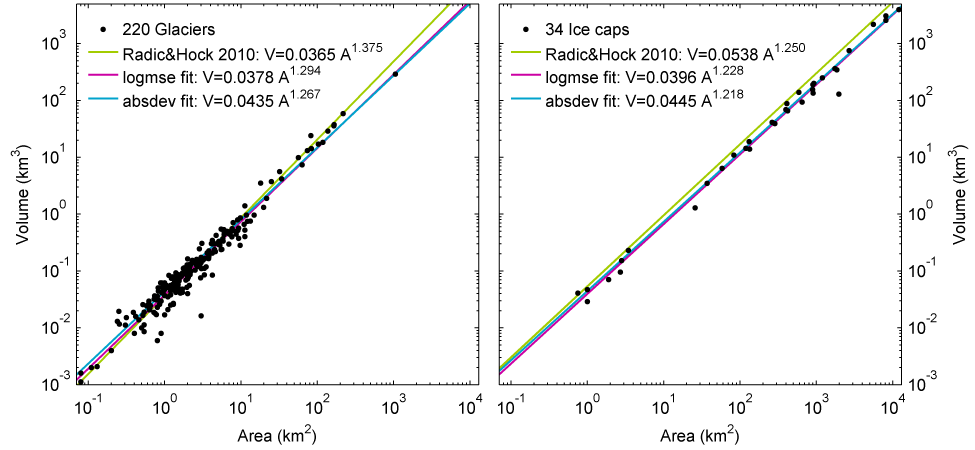 220 Glaciers
Radic&Hock 2010: V=0.0365 A^1.375
logmse fit: V=0.0378 A^1.294
absdev fit: V=0.0435 A^1.267
Volume (km^3)
10^3
10^2
10^1
10^0
10^-1
10^-2
10^-3
10^-1
10^0
10^1
10^2
10^3
10^4
Area (km^2)
34 Ice caps
Radic&Hock 2010: V=0.0538 A^1.250
logmse fit: V=0.0396 A^1.228
absdev fit: V=0.0445 A^1.218
10^3
10^2
10^1
10^0
10^-1
10^-2
10^-3
Volume (km^3)
10^-1
10^0
10^1
10^2
10^3
10^4
Area (km^2)